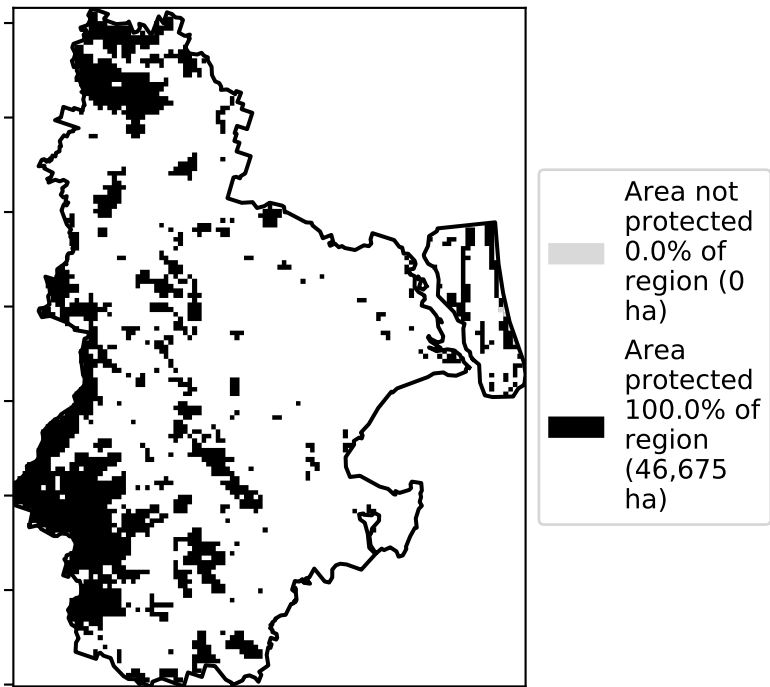 Area not
protected
0.0% of
region (0
ha)
Area
protected
100.0% of
region
(46,675
ha)